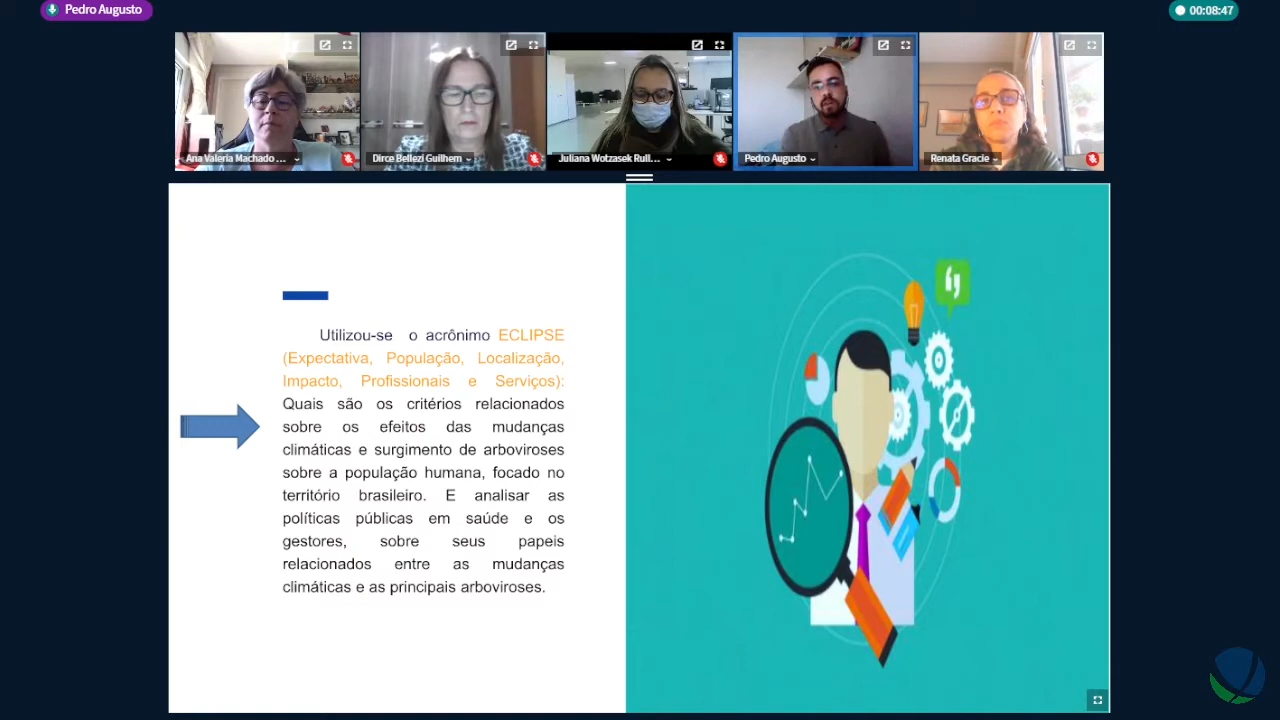 Pedro Augusto
00:08:47
Ana Valeria Machado ...
Dirce Bellezi Guilhem
Juliana Wotzasek Rull...
Pedro Augusto
Renata Gracie
Utilizou-se o acrônimo ECLIPSE
(Expectativa, População, Localização,
Impacto, Profissionais e Serviços):
Quais são os critérios relacionados
sobre os efeitos das mudanças
climáticas e surgimento de arboviroses
sobre a população humana, focado no
território brasileiro. E analisar as
políticas públicas em saúde e os
gestores, sobre seus papeis
relacionados entre as mudanças
climáticas e as principais arboviroses.